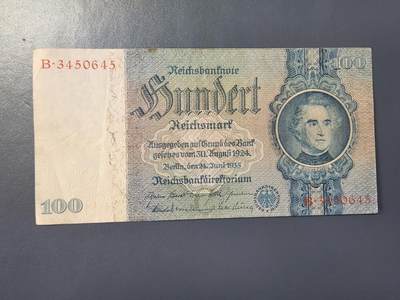 B·3450645
100
Reichsbanknote
Hundert
Reichsmark
Ausgegeben auf Grund des Bank
gesetzes vom 30. August 1924.
Berlin, den 24. Juni 1935
Reichsbankdirektorium
100
B·3450645